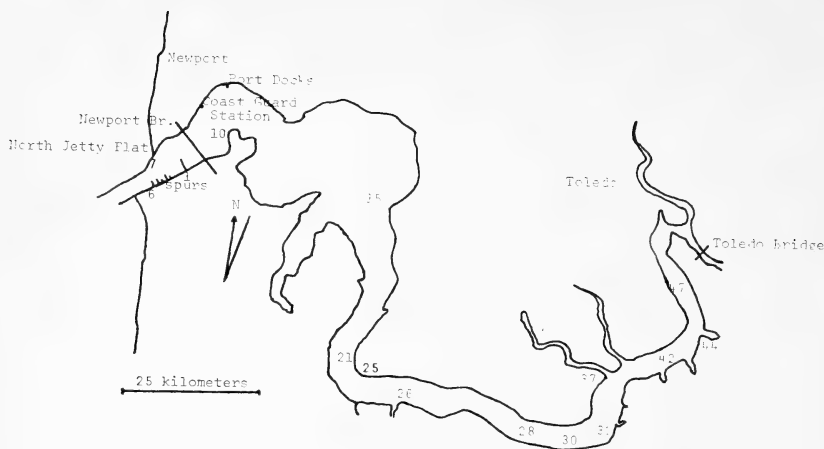 Newport
Port Docks
Coast Guard
Station
10
Newport Br.
North Jetty Flat
7
1
6 spurs
N
35
Toledo
Toledo Bridge
47
44
42
37
21 25
26
28
30
25 kilometers